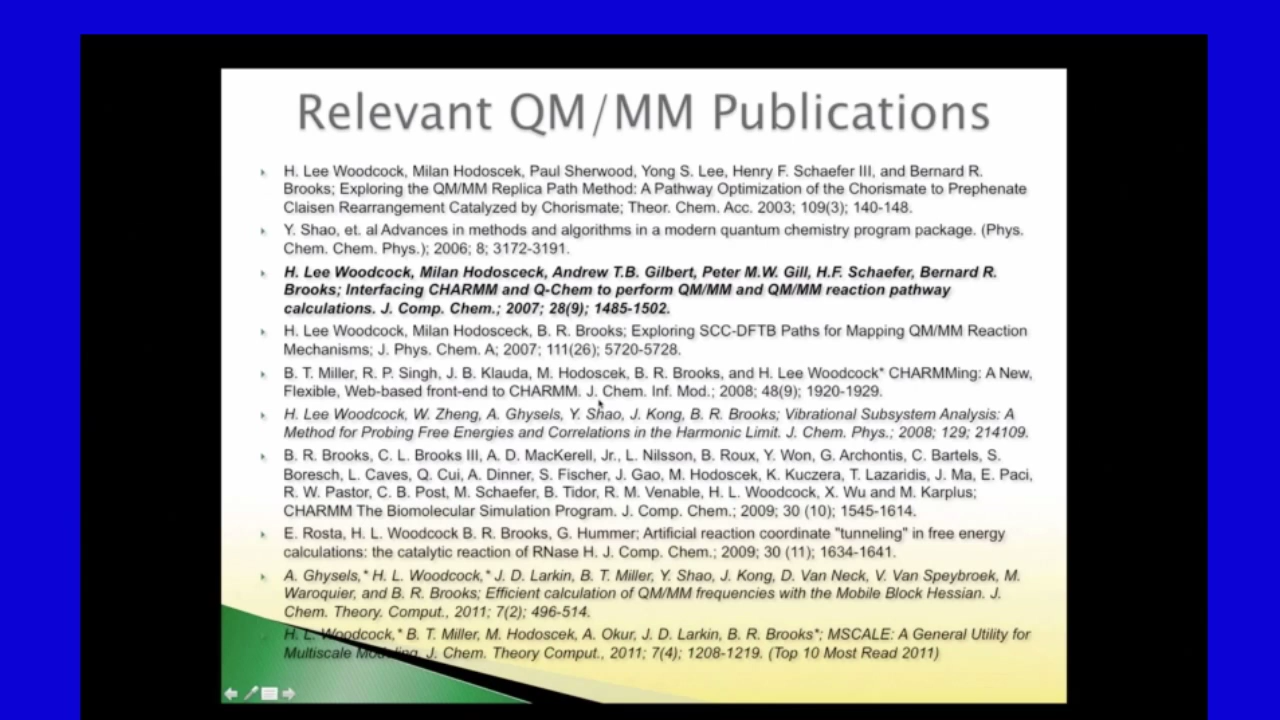 Relevant QM/MM Publications
H. Lee Woodcock, Milan Hodoscek, Paul Sherwood, Yong S. Lee, Henry F. Schaefer III, and Bernard R.
Brooks; Exploring the QM/MM Replica Path Method: A Pathway Optimization of the Chorismate to Prephenate
Claisen Rearrangement Catalyzed by Chorismate; Theor. Chem. Acc. 2003; 109(3); 140-148.
Y. Shao, et. al Advances in methods and algorithms in a modern quantum chemistry program package. (Phys.
Chem. Chem. Phys.); 2006; 8; 3172-3191.
H. Lee Woodcock, Milan Hodosceck, Andrew T.B. Gilbert, Peter M.W. Gill, H.F. Schaefer, Bernard R.
Brooks; Interfacing CHARMM and Q-Chem to perform QM/MM and QM/MM reaction pathway
calculations. J. Comp. Chem.; 2007; 28(9); 1485-1502.
H. Lee Woodcock, Milan Hodosceck, B. R. Brooks; Exploring SCC-DFTB Paths for Mapping QM/MM Reaction
Mechanisms; J. Phys. Chem. A; 2007; 111(26); 5720-5728.
B. T. Miller, R. P. Singh, J. B. Klauda, M. Hodoscek, B. R. Brooks, and H. Lee Woodcock* CHARMMing: A New,
Flexible, Web-based front-end to CHARMM. J. Chem. Inf. Mod.; 2008; 48(9); 1920-1929.
H. Lee Woodcock, W. Zheng, A. Ghysels, Y. Shao, J. Kong, B. R. Brooks; Vibrational Subsystem Analysis: A
Method for Probing Free Energies and Correlations in the Harmonic Limit. J. Chem. Phys.; 2008; 129; 214109.
B. R. Brooks, C. L. Brooks III, A. D. MacKerell, Jr., L. Nilsson, B. Roux, Y. Won, G. Archontis, C. Bartels, S.
Boresch, L. Caves, Q. Cui, A. Dinner, S. Fischer, J. Gao, M. Hodoscek, K. Kuczera, T. Lazaridis, J. Ma, E. Paci,
R. W. Pastor, C. B. Post, M. Schaefer, B. Tidor, R. M. Venable, H. L. Woodcock, X. Wu and M. Karplus;
CHARMM The Biomolecular Simulation Program. J. Comp. Chem.; 2009; 30 (10); 1545-1614.
E. Rosta, H. L. Woodcock B. R. Brooks, G. Hummer; Artificial reaction coordinate "tunneling" in free energy
calculations: the catalytic reaction of RNase H. J. Comp. Chem.; 2009; 30 (11); 1634-1641.
A. Ghysels,* H. L. Woodcock,* J. D. Larkin, B. T. Miller, Y. Shao, J. Kong, D. Van Neck, V. Van Speybroek, M.
Waroquier, and B. R. Brooks; Efficient calculation of QM/MM frequencies with the Mobile Block Hessian. J.
Chem. Theory. Comput., 2011; 7(2); 496-514.
H. L. Woodcock,* B. T. Miller, M. Hodoscek, A. Okur, J. D. Larkin, B. R. Brooks*; MSCALE: A General Utility for
Multiscale Modeling. J. Chem. Theory Comput., 2011; 7(4); 1208-1219. (Top 10 Most Read 2011)